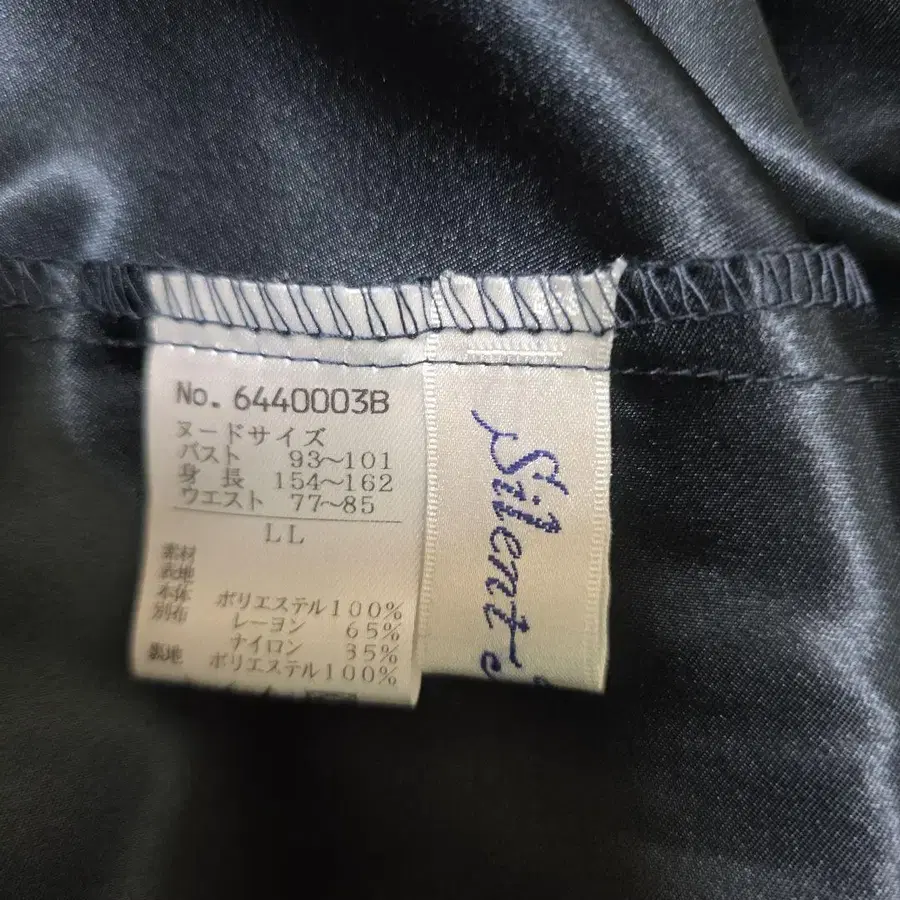 No. 6440003B
ヌードサイズ
バスト 93～101
身長 154～162
ウエスト 77～85
LL
素材
表地
本体 ポリエステル100%
別布 レーヨン 65%
ナイロン 35%
裏地 ポリエステル100%
Silent